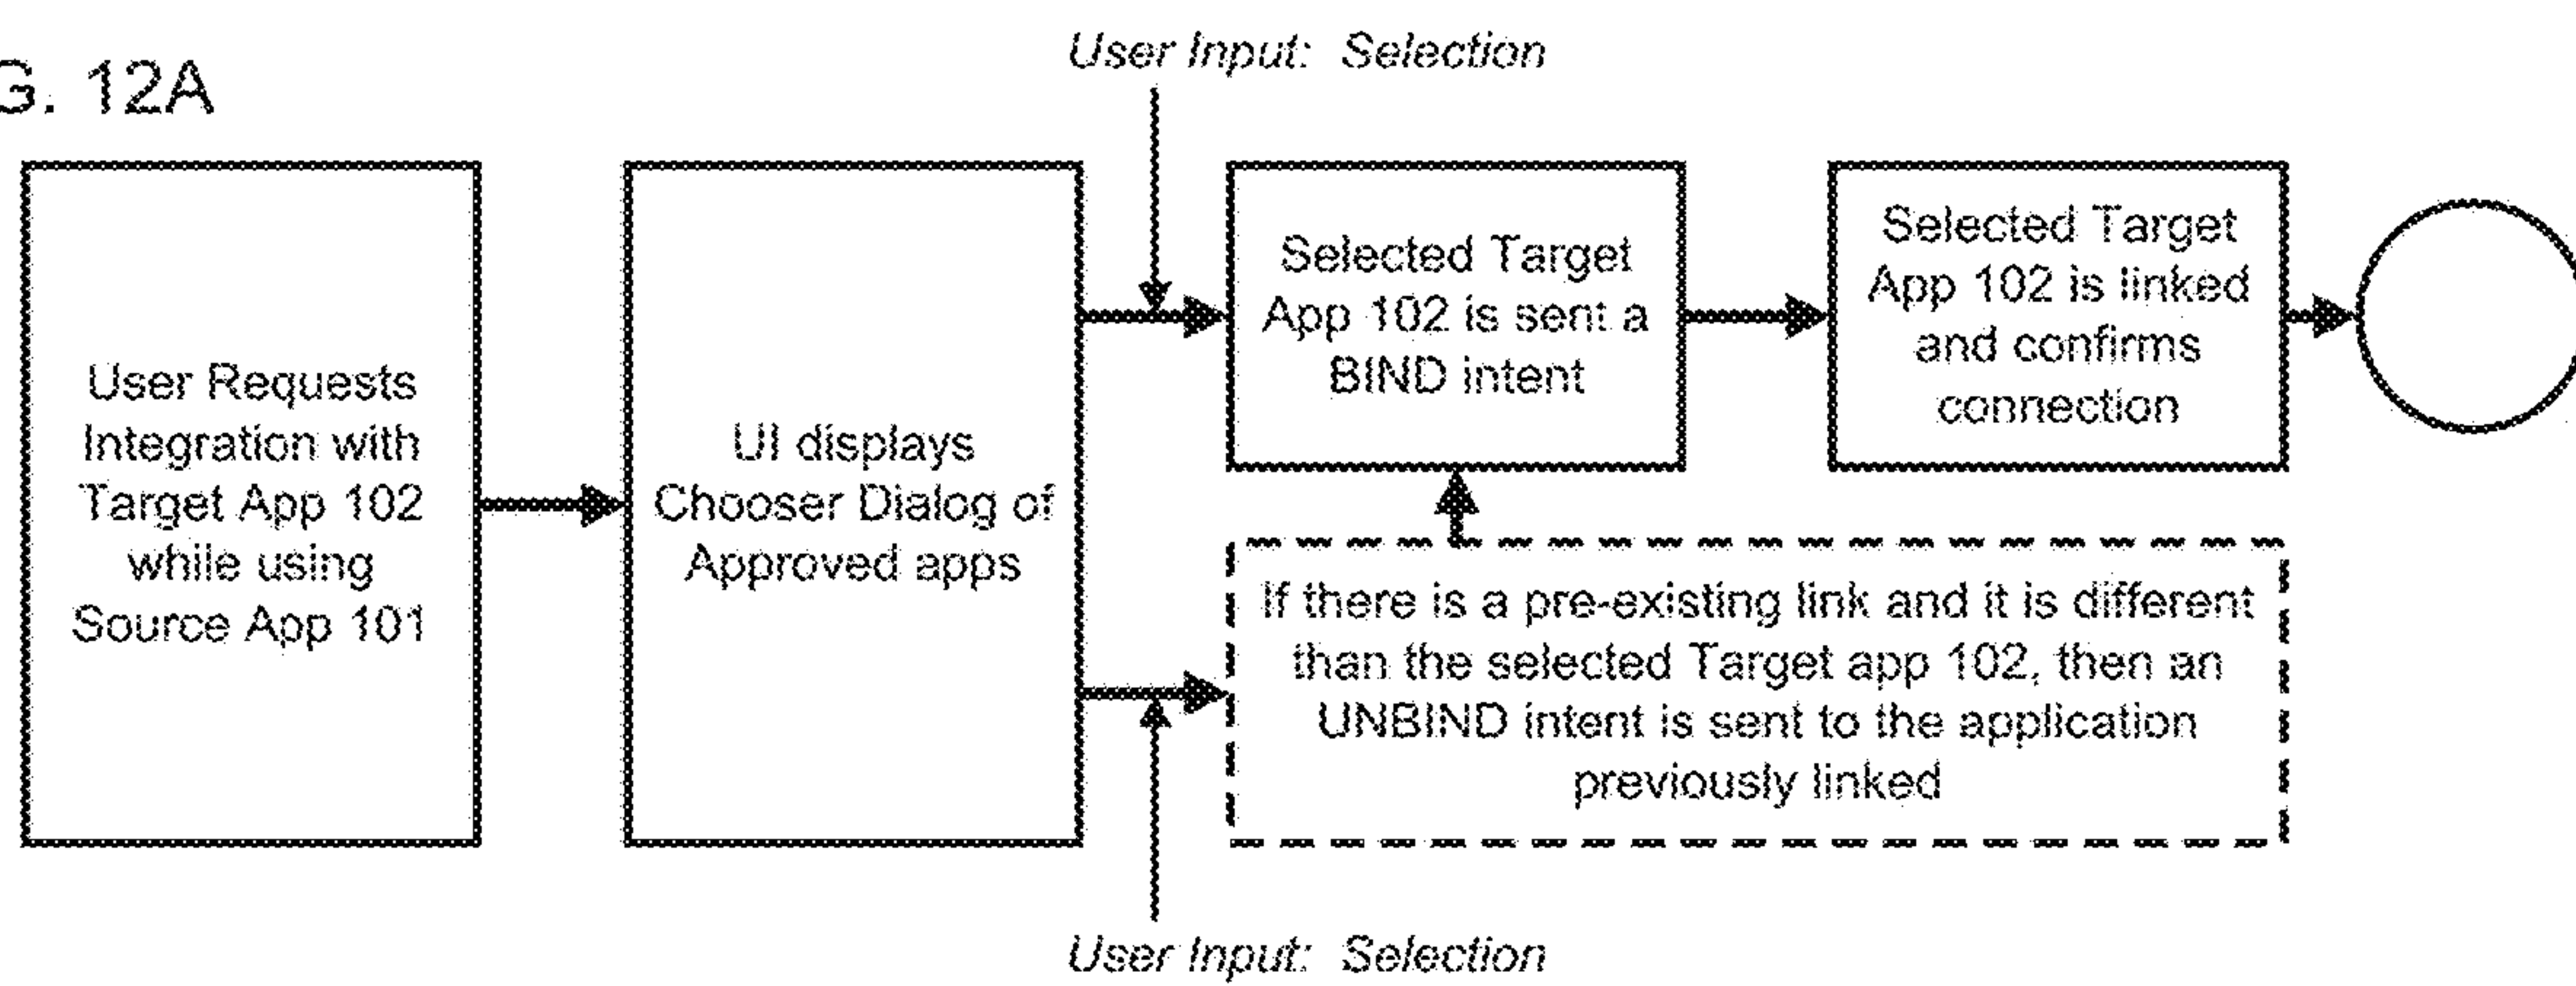 G. 12A
User Input: Selection
User Requests
Integration with
Target App 102
while using
Source App 101
UI displays
Chooser Dialog of
Approved apps
Selected Target
App 102 is sent a
BIND intent
Selected Target
App 102 is linked
and confirms
connection
If there is a pre-existing link and it is different
than the selected Target app 102, then an
UNBIND intent is sent to the application
previously linked
User Input: Selection